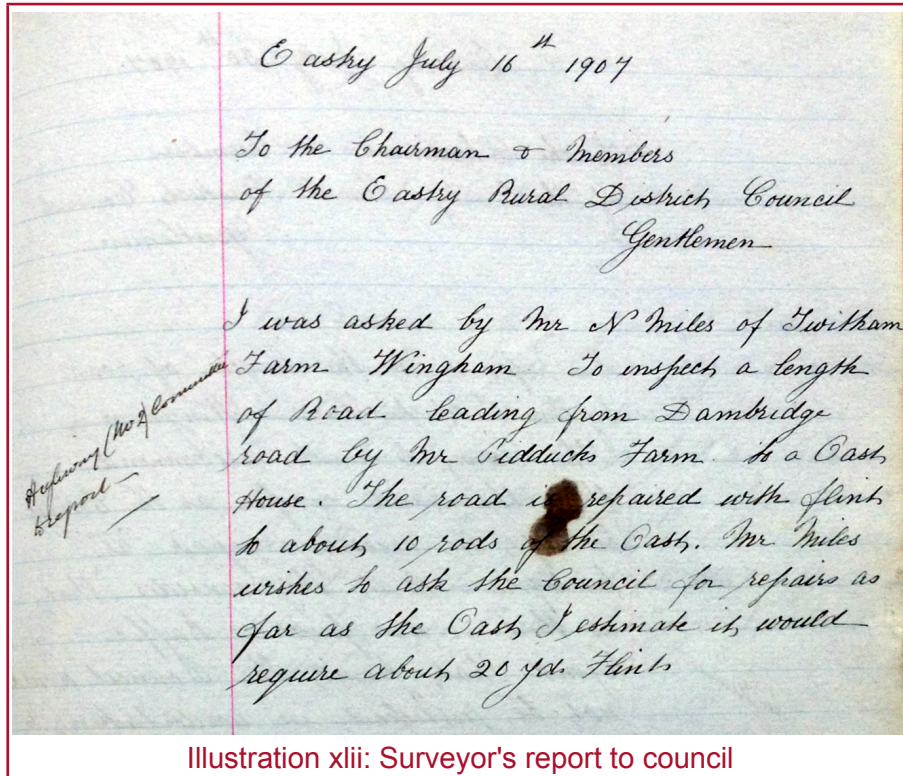 Eastry July 16th 1907
To the Chairman & Members
of the Eastry Rural District Council
Gentlemen
I was asked by Mr N Miles of Twitham
Farm Wingham To inspect a length
of Road leading from Dambridge
road by Mr Pidducks Farm. to a Oast
House. The road is repaired with flint
to about 10 rods of the Oast. Mr Miles
wishes to ask the Council for repairs as
far as the Oast I estimate it would
require about 20 yds Flints
Highway (No 2) Committee
to report
Illustration xlii: Surveyor's report to council